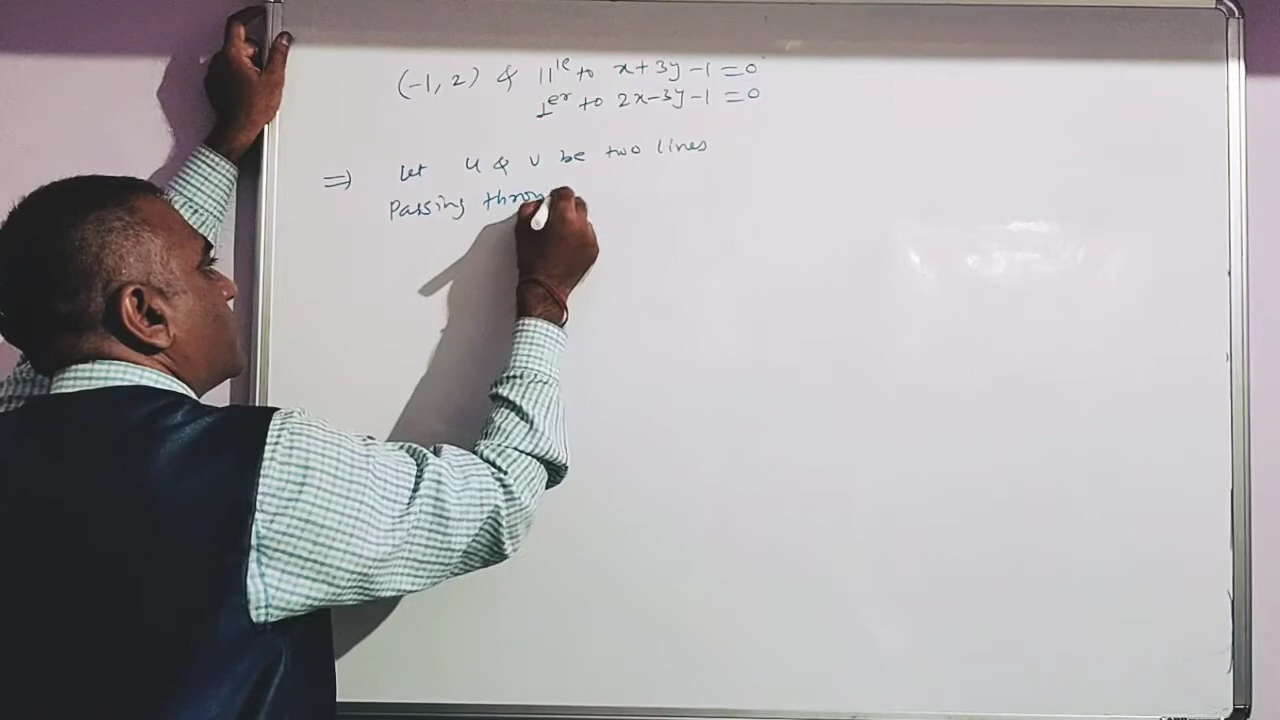 (-1, 2) & ||le to x+3y-1=0
⊥er to 2x-3y-1=0
⇒ Let u & v be two lines
Passing throu